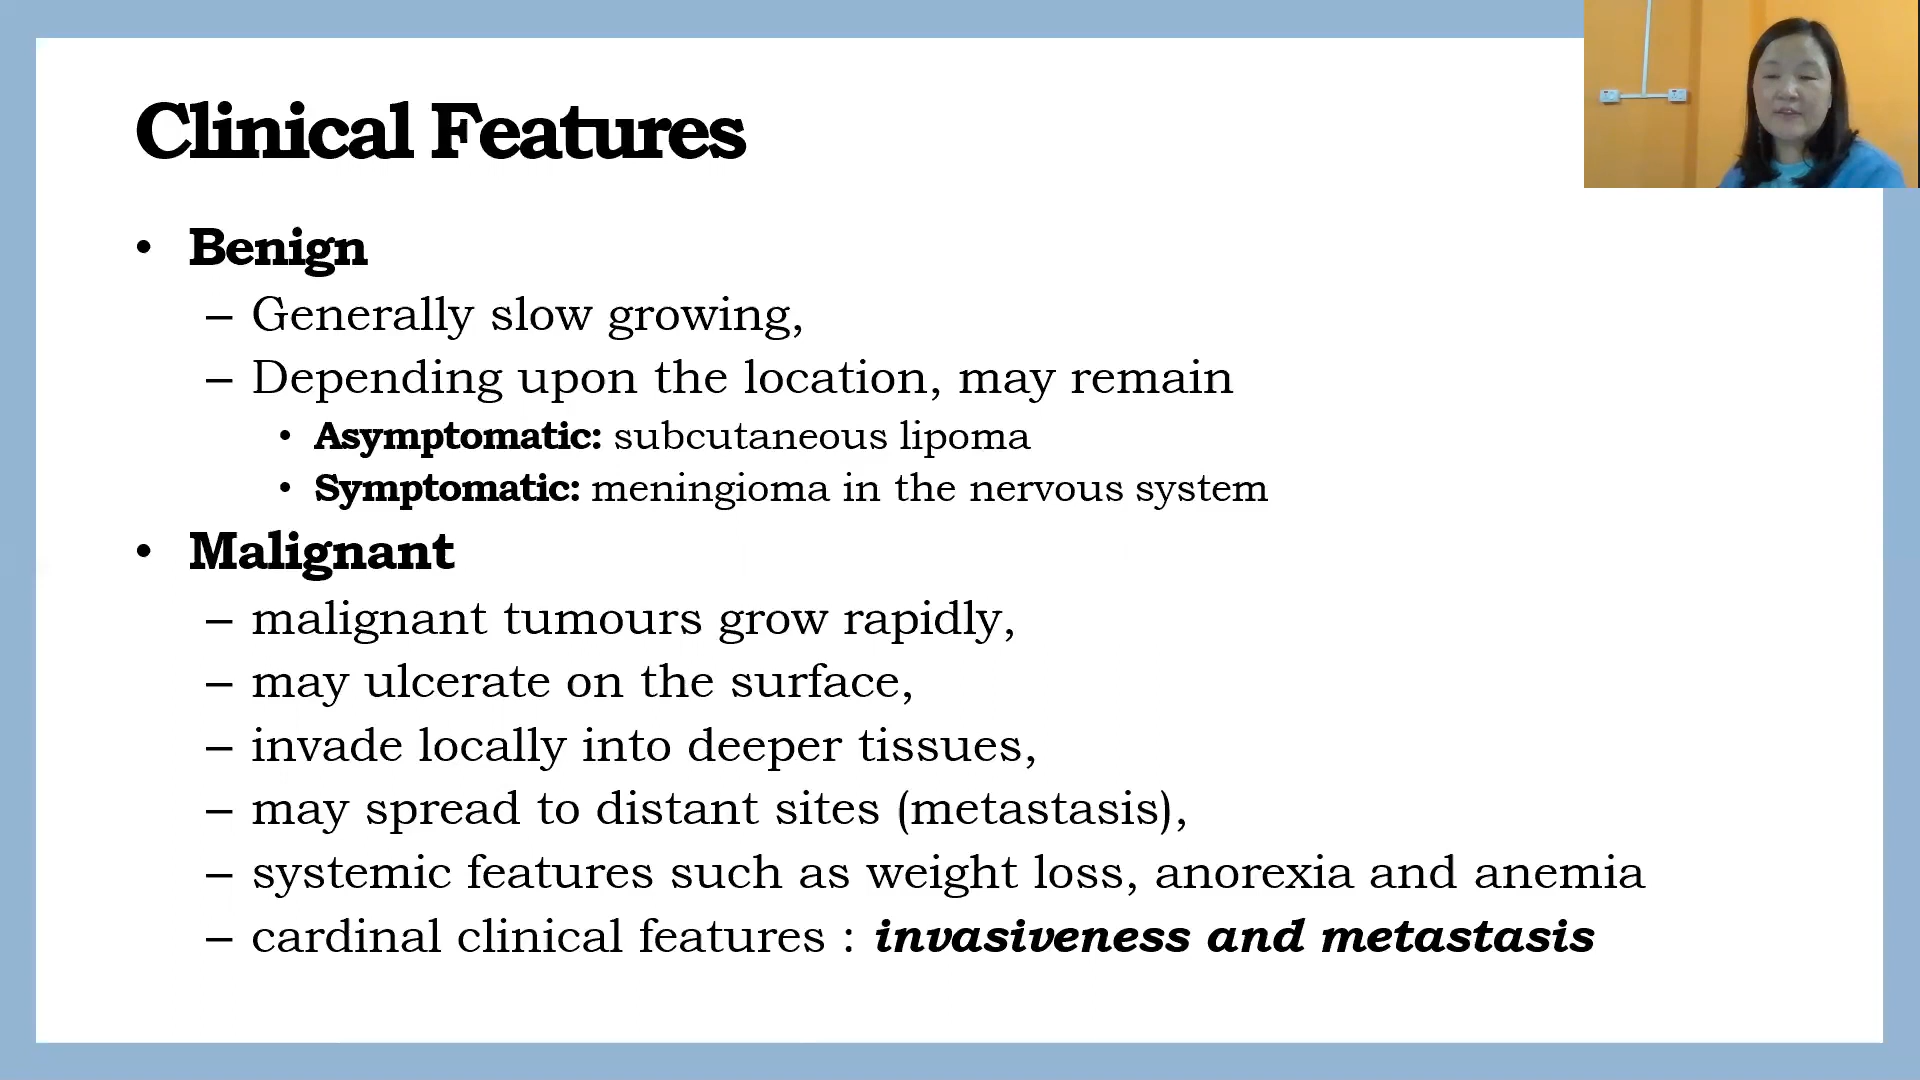 Clinical Features
• Benign
– Generally slow growing,
– Depending upon the location, may remain
• Asymptomatic: subcutaneous lipoma
• Symptomatic: meningioma in the nervous system
• Malignant
– malignant tumours grow rapidly,
– may ulcerate on the surface,
– invade locally into deeper tissues,
– may spread to distant sites (metastasis),
– systemic features such as weight loss, anorexia and anemia
– cardinal clinical features : invasiveness and metastasis